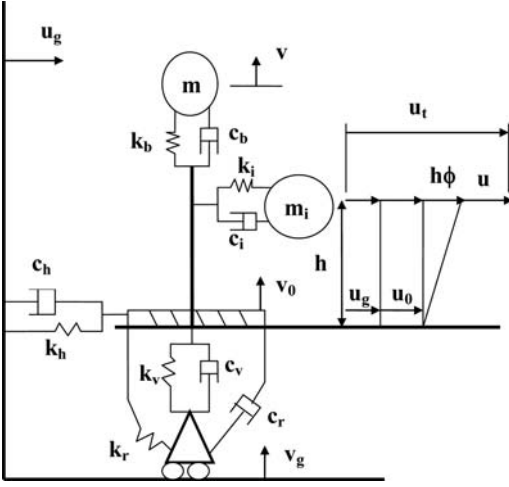 u_g
v
m
k_b
c_b
u_t
k_i
hϕ
u
m_i
c_i
c_h
h
v_0
u_g
u_0
k_h
k_v
c_v
c_r
k_r
v_g